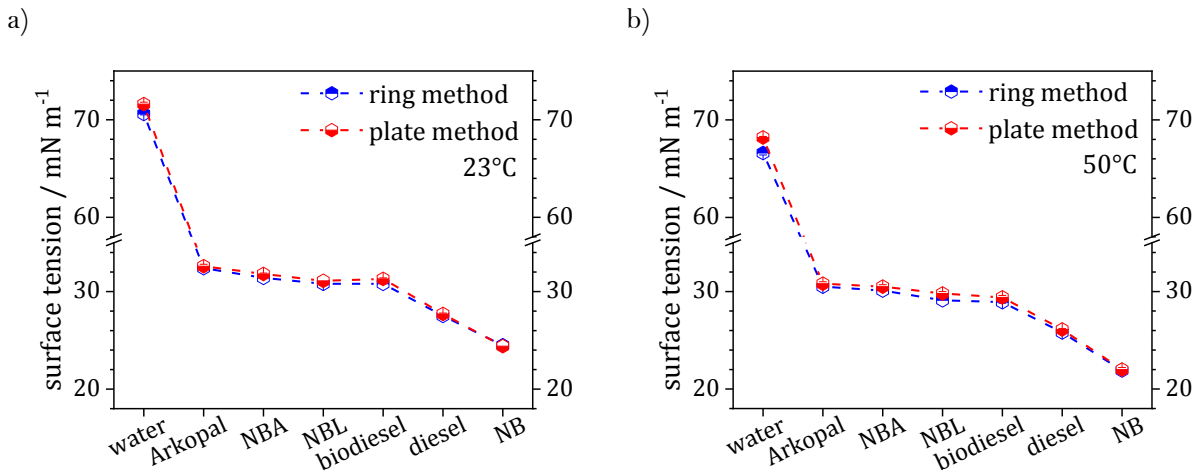 a)
surface tension / mN m⁻¹
70
60
30
20
ring method
plate method
23°C
70
60
30
20
water
Arkopal
NBA
NBL
biodiesel
diesel
NB
b)
surface tension / mN m⁻¹
70
60
30
20
ring method
plate method
50°C
70
60
30
20
water
Arkopal
NBA
NBL
biodiesel
diesel
NB